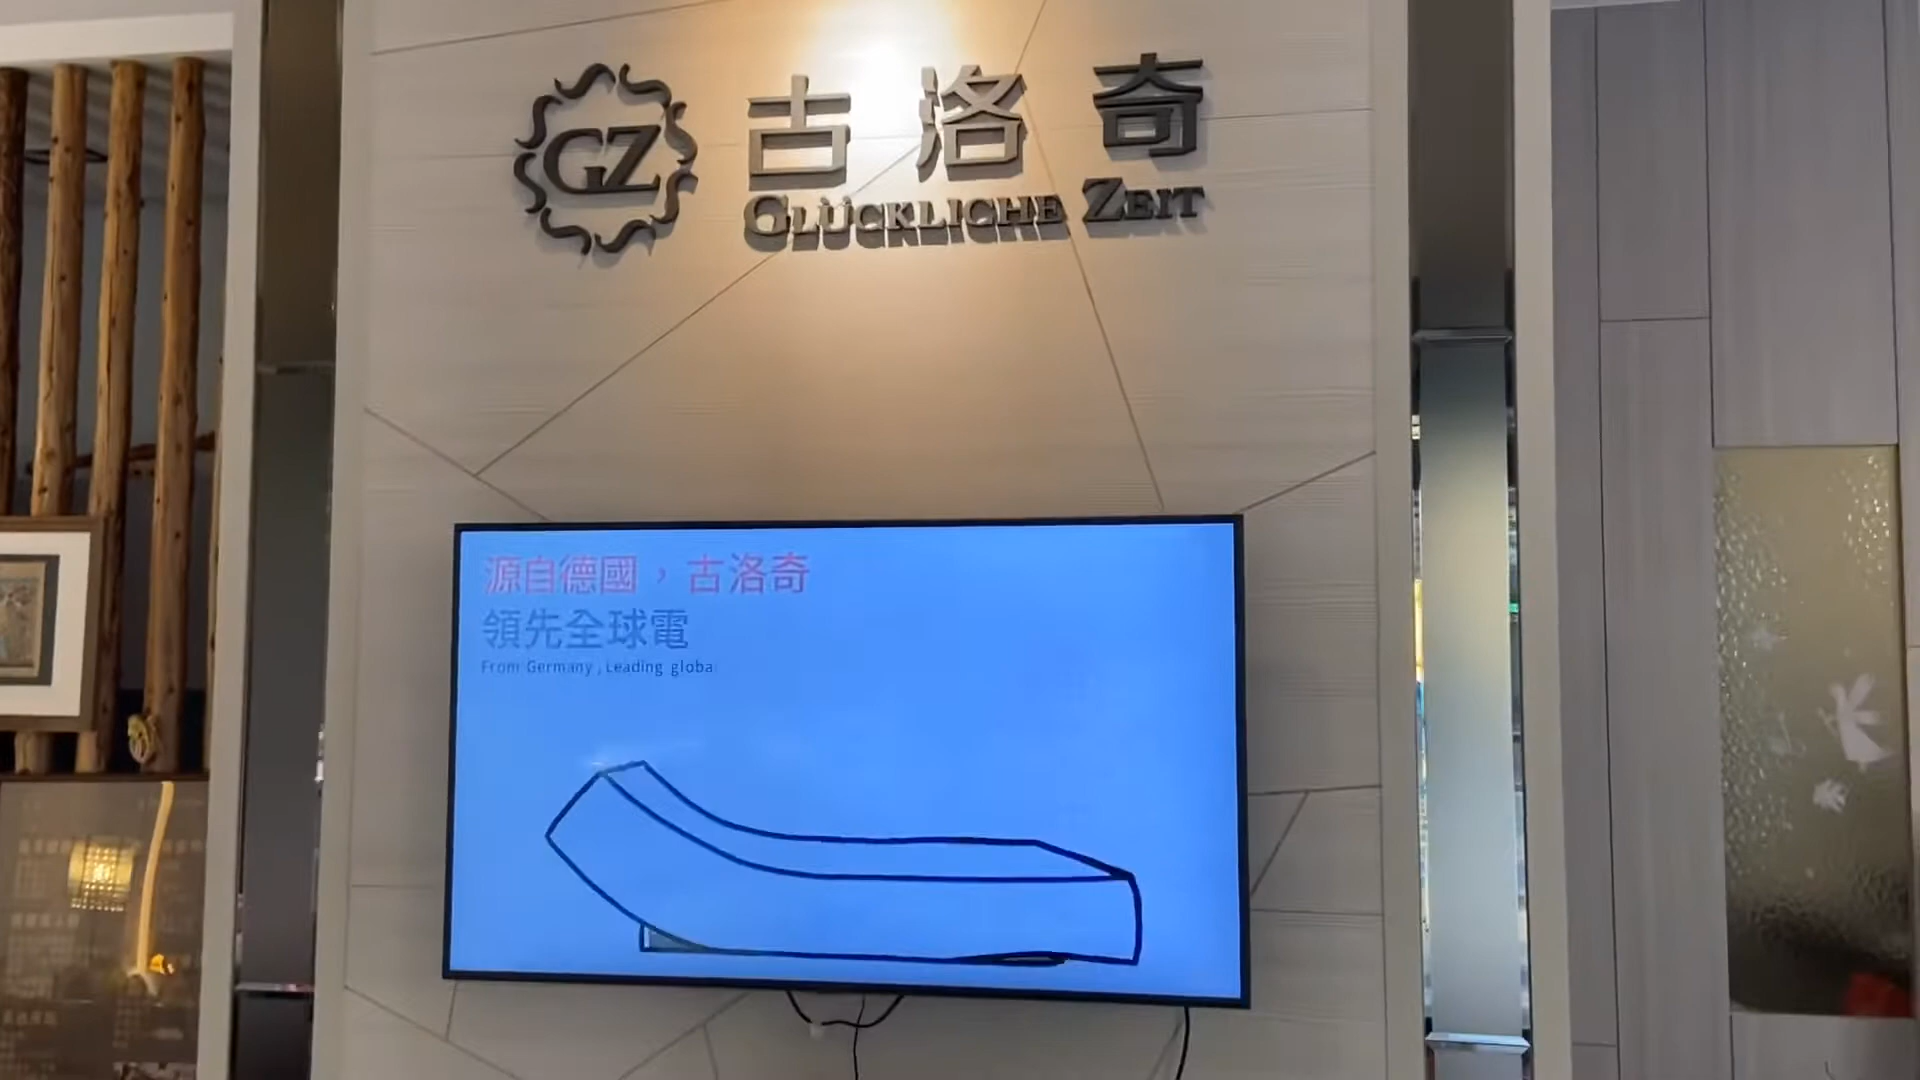 GZ
古洛奇
GLÜCKLICHE ZEIT
源自德國，古洛奇
領先全球電
From Germany , Leading globa